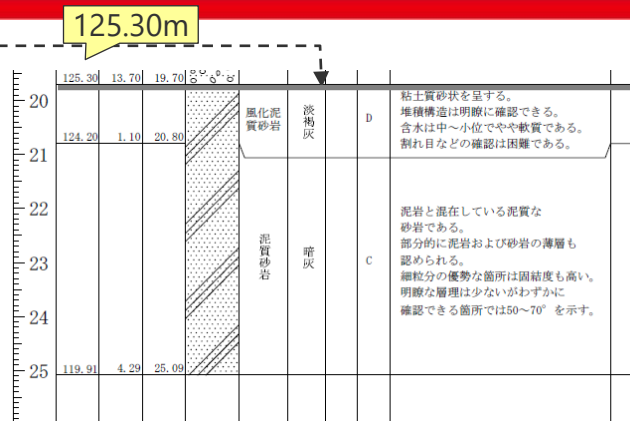 125.30m
125.30 13.70 19.70
20
風化泥
質砂岩
淡
褐
灰
D
粘土質砂状を呈する。
堆積構造は明瞭に確認できる。
含水は中～小位でやや軟質である。
割れ目などの確認は困難である。
124.20 1.10 20.80
21
22
23
24
泥
質
砂
岩
暗
灰
C
泥岩と混在している泥質な
砂岩である。
部分的に泥岩および砂岩の薄層も
認められる。
細粒分の優勢な箇所は固結度も高い。
明瞭な層理は少ないがわずかに
確認できる箇所では50～70°を示す。
25
119.91 4.29 25.09